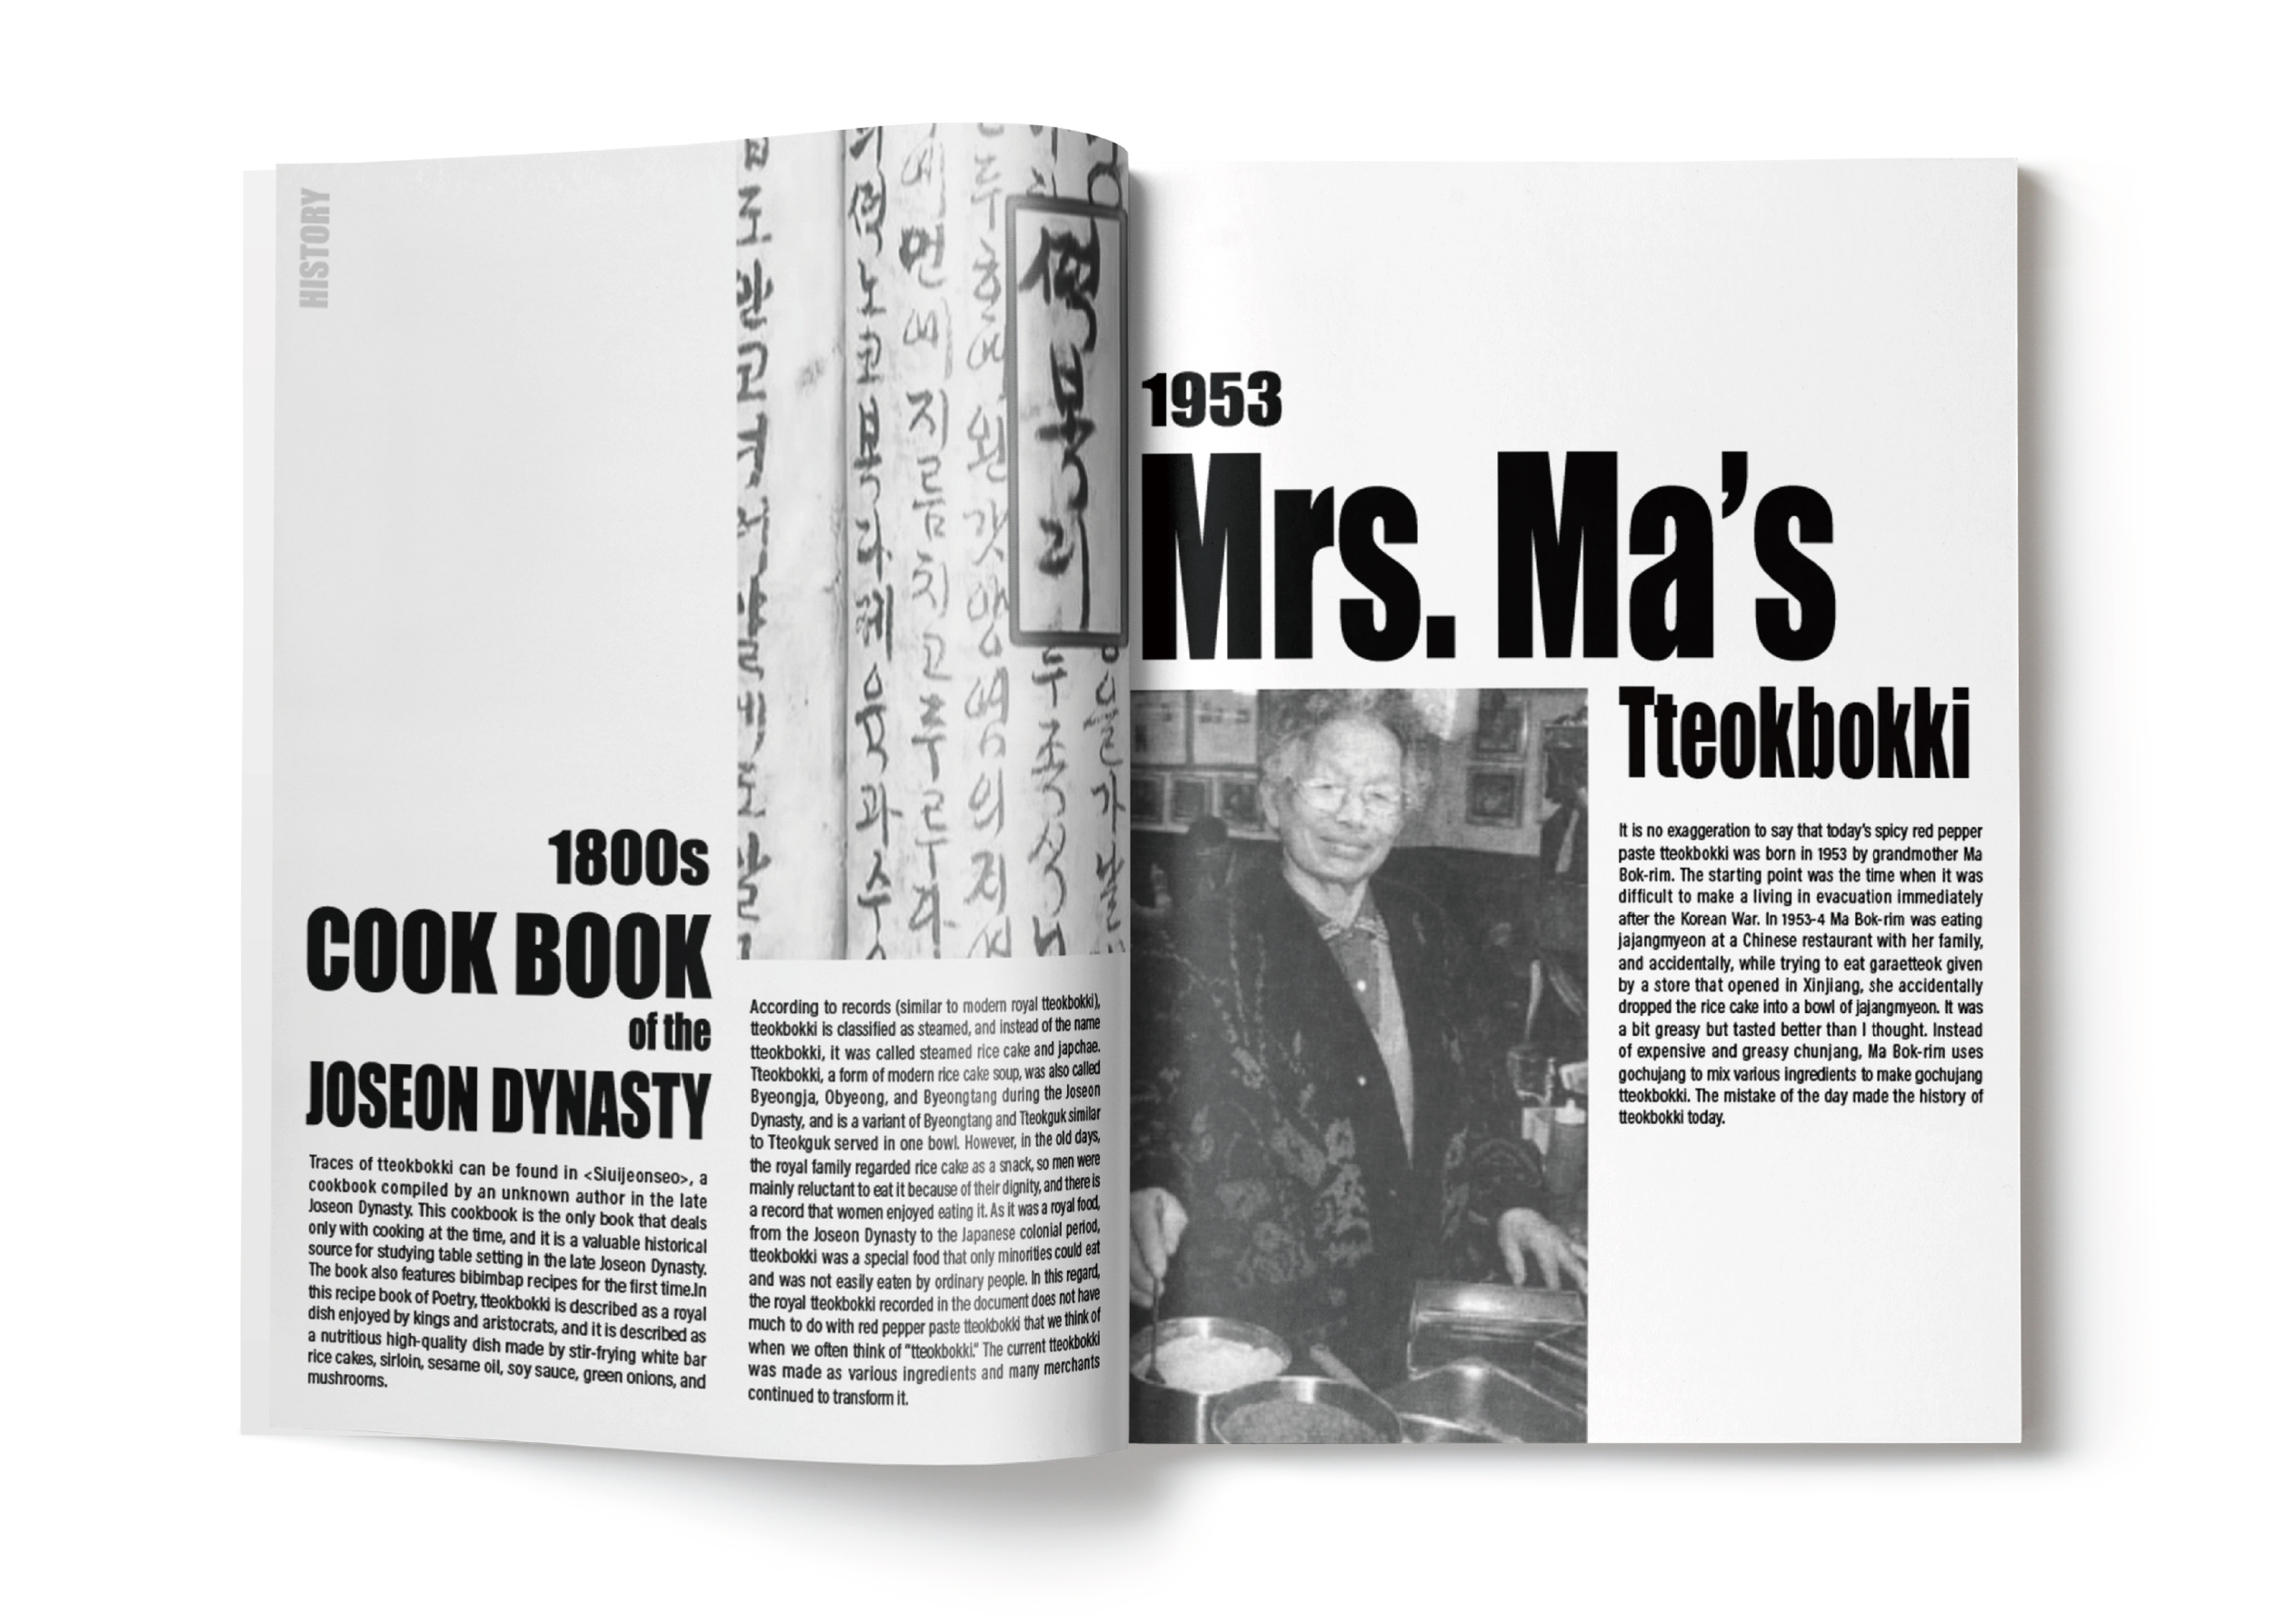 HISTORY
1800s
COOK BOOK
of the
JOSEON DYNASTY
Traces of tteokbokki can be found in <Siuijeonseo>, a
cookbook compiled by an unknown author in the late
Joseon Dynasty. This cookbook is the only book that deals
only with cooking at the time, and it is a valuable historical
source for studying table setting in the late Joseon Dynasty.
The book also features bibimbap recipes for the first time.In
this recipe book of Poetry, tteokbokki is described as a royal
dish enjoyed by kings and aristocrats, and it is described as
a nutritious high-quality dish made by stir-frying white bar
rice cakes, sirloin, sesame oil, soy sauce, green onions, and
mushrooms.
According to records (similar to modern royal tteokbokki),
tteokbokki is classified as steamed, and instead of the name
tteokbokki, it was called steamed rice cake and japchae.
Tteokbokki, a form of modern rice cake soup, was also called
Byeongja, Obyeong, and Byeongtang during the Joseon
Dynasty, and is a variant of Byeongtang and Tteokguk similar
to Tteokguk served in one bowl. However, in the old days,
the royal family regarded rice cake as a snack, so men were
mainly reluctant to eat it because of their dignity, and there is
a record that women enjoyed eating it. As it was a royal food,
from the Joseon Dynasty to the Japanese colonial period,
tteokbokki was a special food that only minorities could eat
and was not easily eaten by ordinary people. In this regard,
the royal tteokbokki recorded in the document does not have
much to do with red pepper paste tteokbokki that we think of
when we often think of "tteokbokki." The current tteokbokki
was made as various ingredients and many merchants
continued to transform it.
1953
Mrs. Ma's
Tteokbokki
It is no exaggeration to say that today's spicy red pepper
paste tteokbokki was born in 1953 by grandmother Ma
Bok-rim. The starting point was the time when it was
difficult to make a living in evacuation immediately
after the Korean War. In 1953-4 Ma Bok-rim was eating
jajangmyeon at a Chinese restaurant with her family,
and accidentally, while trying to eat garaetteok given
by a store that opened in Xinjiang, she accidentally
dropped the rice cake into a bowl of jajangmyeon. It was
a bit greasy but tasted better than I thought. Instead
of expensive and greasy chunjang, Ma Bok-rim uses
gochujang to mix various ingredients to make gochujang
tteokbokki. The mistake of the day made the history of
tteokbokki today.